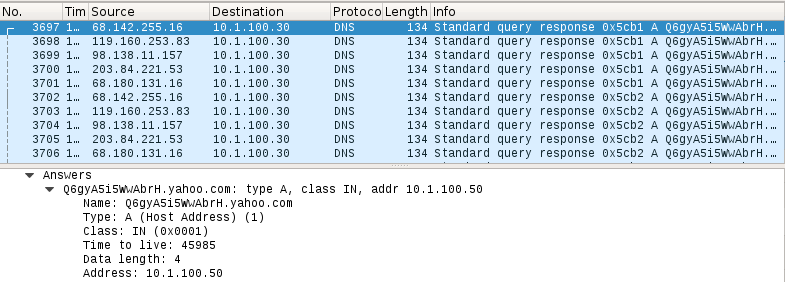 No. Tim Source Destination Protoco Length Info
3697 1… 68.142.255.16 10.1.100.30 DNS 134 Standard query response 0x5cb1 A Q6gyA5i5WwAbrH.…
3698 1… 119.160.253.83 10.1.100.30 DNS 134 Standard query response 0x5cb1 A Q6gyA5i5WwAbrH.…
3699 1… 98.138.11.157 10.1.100.30 DNS 134 Standard query response 0x5cb1 A Q6gyA5i5WwAbrH.…
3700 1… 203.84.221.53 10.1.100.30 DNS 134 Standard query response 0x5cb1 A Q6gyA5i5WwAbrH.…
3701 1… 68.180.131.16 10.1.100.30 DNS 134 Standard query response 0x5cb1 A Q6gyA5i5WwAbrH.…
3702 1… 68.142.255.16 10.1.100.30 DNS 134 Standard query response 0x5cb2 A Q6gyA5i5WwAbrH.…
3703 1… 119.160.253.83 10.1.100.30 DNS 134 Standard query response 0x5cb2 A Q6gyA5i5WwAbrH.…
3704 1… 98.138.11.157 10.1.100.30 DNS 134 Standard query response 0x5cb2 A Q6gyA5i5WwAbrH.…
3705 1… 203.84.221.53 10.1.100.30 DNS 134 Standard query response 0x5cb2 A Q6gyA5i5WwAbrH.…
3706 1… 68.180.131.16 10.1.100.30 DNS 134 Standard query response 0x5cb2 A Q6gyA5i5WwAbrH.…
Answers
Q6gyA5i5WwAbrH.yahoo.com: type A, class IN, addr 10.1.100.50
Name: Q6gyA5i5WwAbrH.yahoo.com
Type: A (Host Address) (1)
Class: IN (0x0001)
Time to live: 45985
Data length: 4
Address: 10.1.100.50